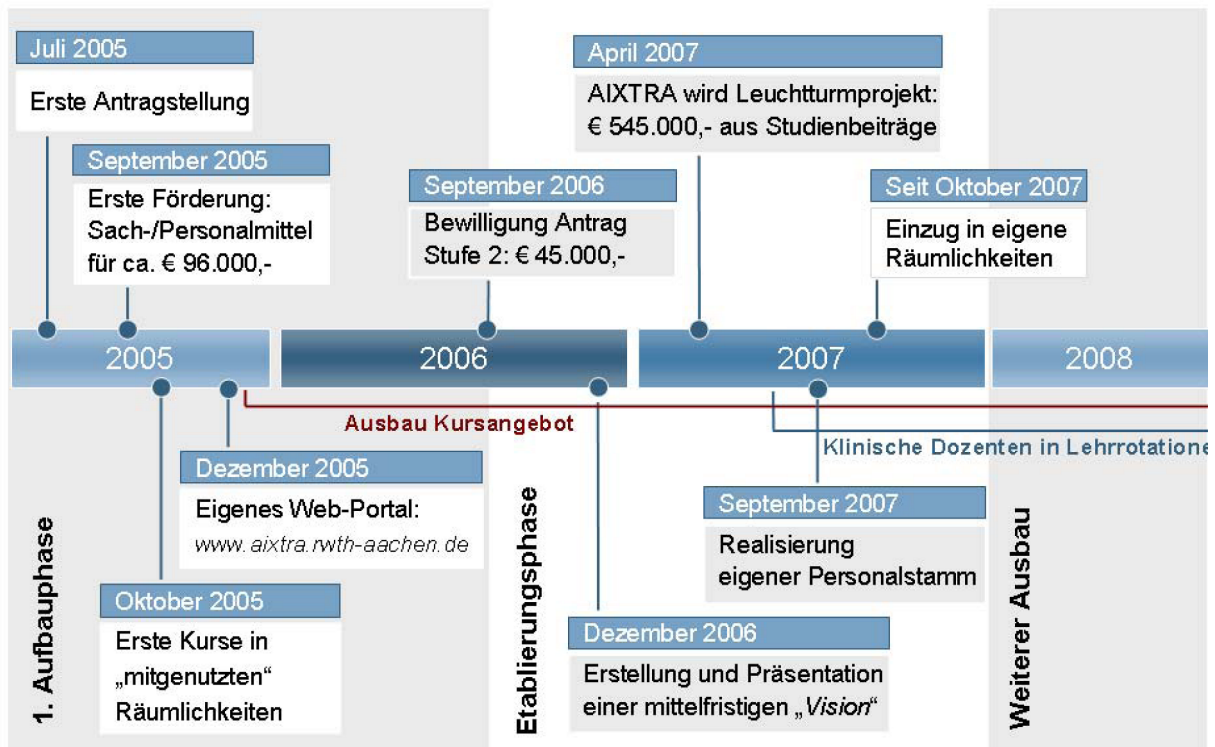 Juli 2005
Erste Antragstellung
September 2005
Erste Förderung:
Sach-/Personalmittel
für ca. € 96.000,-
September 2006
Bewilligung Antrag
Stufe 2: € 45.000,-
April 2007
AIXTRA wird Leuchtturmprojekt:
€ 545.000,- aus Studienbeiträge
Seit Oktober 2007
Einzug in eigene
Räumlichkeiten
2005
2006
2007
2008
Ausbau Kursangebot
Klinische Dozenten in Lehrrotatione
Dezember 2005
Eigenes Web-Portal:
www.aixtra.rwth-aachen.de
Oktober 2005
Erste Kurse in
„mitgenutzten“
Räumlichkeiten
September 2007
Realisierung
eigener Personalstamm
Dezember 2006
Erstellung und Präsentation
einer mittelfristigen „Vision“
1. Aufbauphase
Etablierungsphase
Weiterer Ausbau